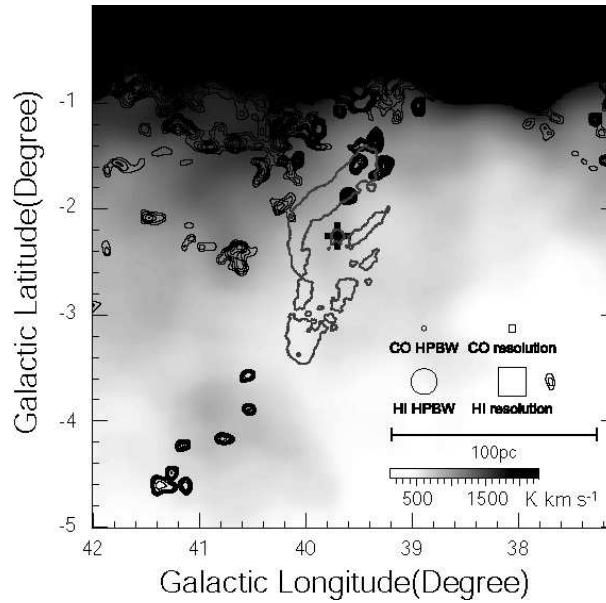 -1
-2
-3
-4
-5
Galactic Latitude(Degree)
CO HPBW CO resolution
HI HPBW HI resolution
100pc
500 1500 K km s-1
42 41 40 39 38
Galactic Longitude(Degree)